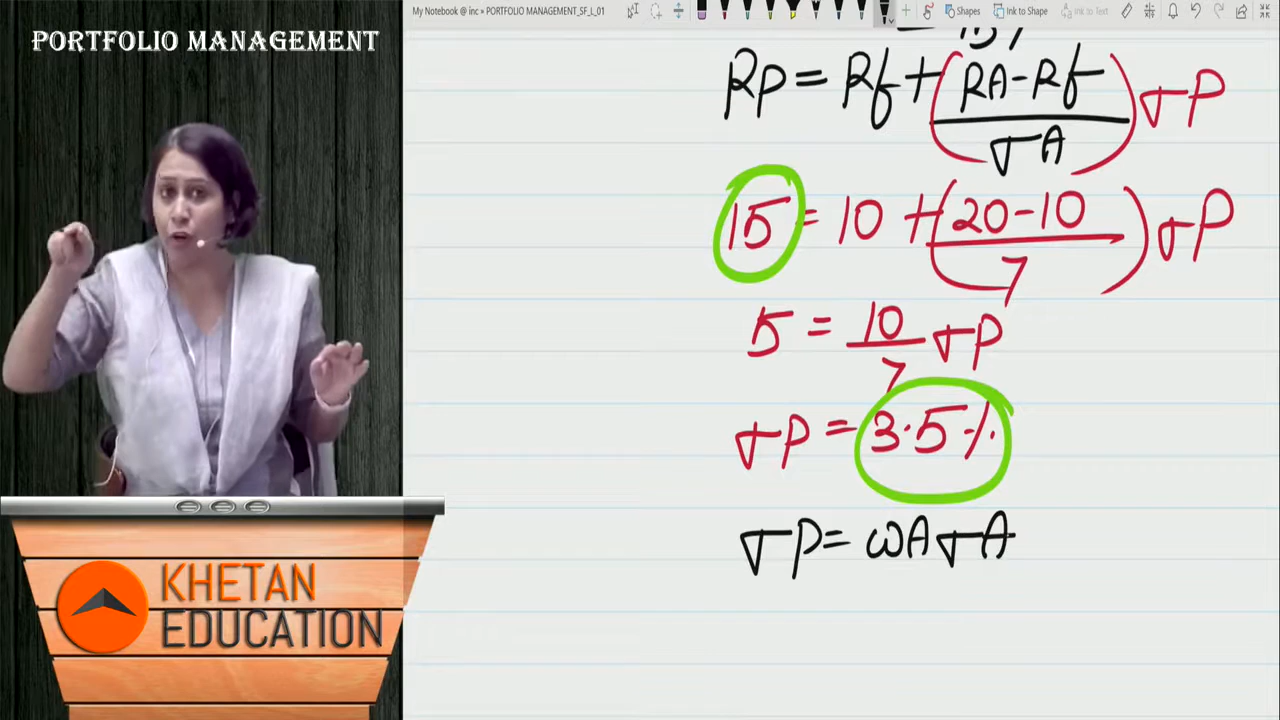 My Notebook @ inc » PORTFOLIO MANAGEMENT_SF_L_01
Shapes
Ink to Shape
Ink to Text
PORTFOLIO MANAGEMENT
RP = Rf + (RA - Rf / σA) σP
15 = 10 + (20 - 10 / 7) σP
5 = 10/7 σP
σP = 3.5%
σP = ωA σA
KHETAN
EDUCATION